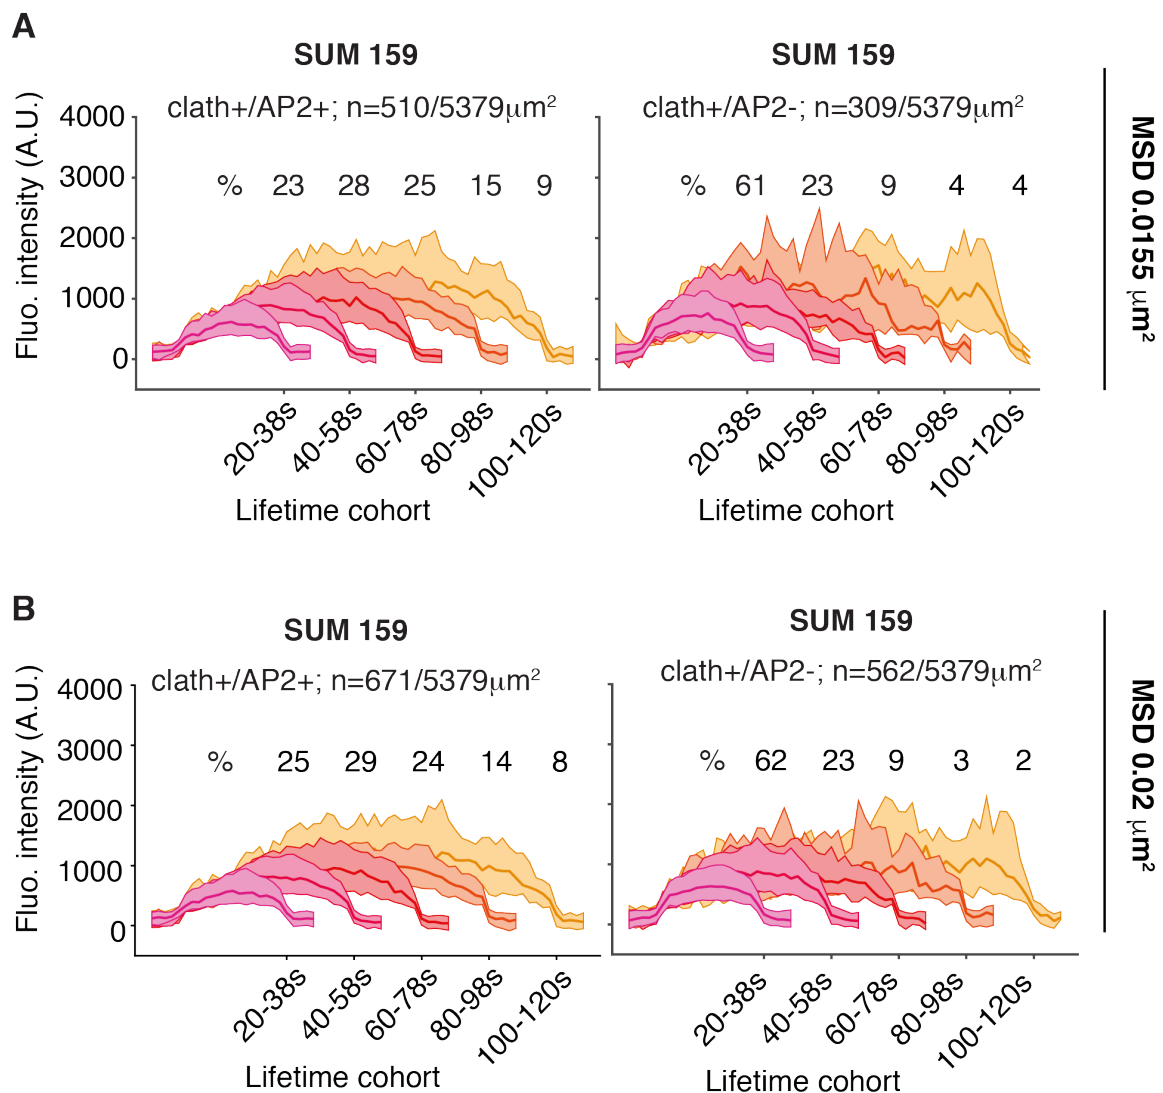 A
SUM 159
SUM 159
clath+/AP2+; n=510/5379µm²
clath+/AP2-; n=309/5379µm²
Fluo. intensity (A.U.)
4000
3000
2000
1000
0
% 23 28 25 15 9
% 61 23 9 4 4
MSD 0.0155 µm²
20-38s
40-58s
60-78s
80-98s
100-120s
20-38s
40-58s
60-78s
80-98s
100-120s
Lifetime cohort
Lifetime cohort
B
SUM 159
SUM 159
clath+/AP2+; n=671/5379µm²
clath+/AP2-; n=562/5379µm²
Fluo. intensity (A.U.)
4000
3000
2000
1000
0
% 25 29 24 14 8
% 62 23 9 3 2
MSD 0.02 µm²
20-38s
40-58s
60-78s
80-98s
100-120s
20-38s
40-58s
60-78s
80-98s
100-120s
Lifetime cohort
Lifetime cohort